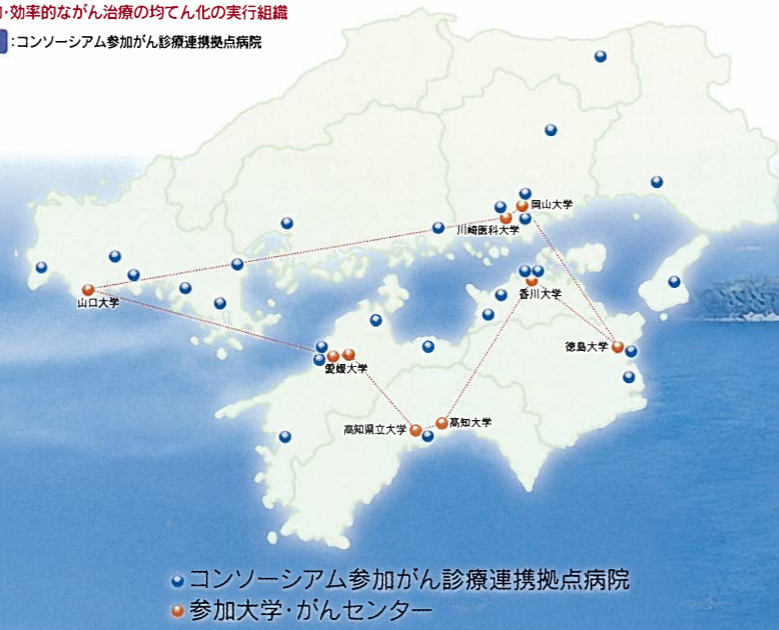 ・効率的ながん治療の均てん化の実行組織
：コンソーシアム参加がん診療連携拠点病院
岡山大学
川崎医科大学
山口大学
香川大学
徳島大学
愛媛大学
高知県立大学
高知大学
コンソーシアム参加がん診療連携拠点病院
参加大学・がんセンター